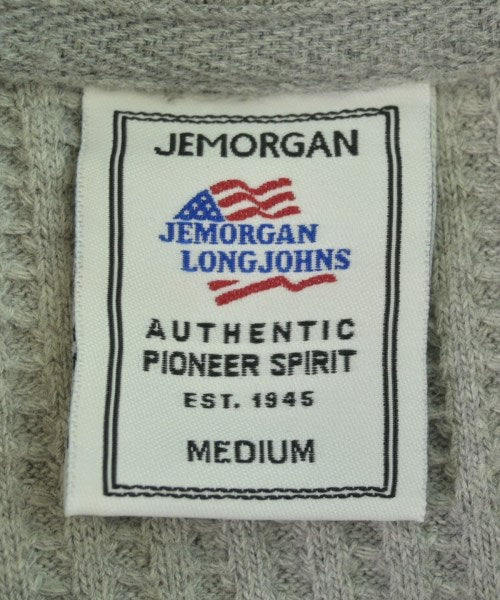 JEMORGAN
JEMORGAN
LONGJOHNS
AUTHENTIC
PIONEER SPIRIT
EST. 1945
MEDIUM